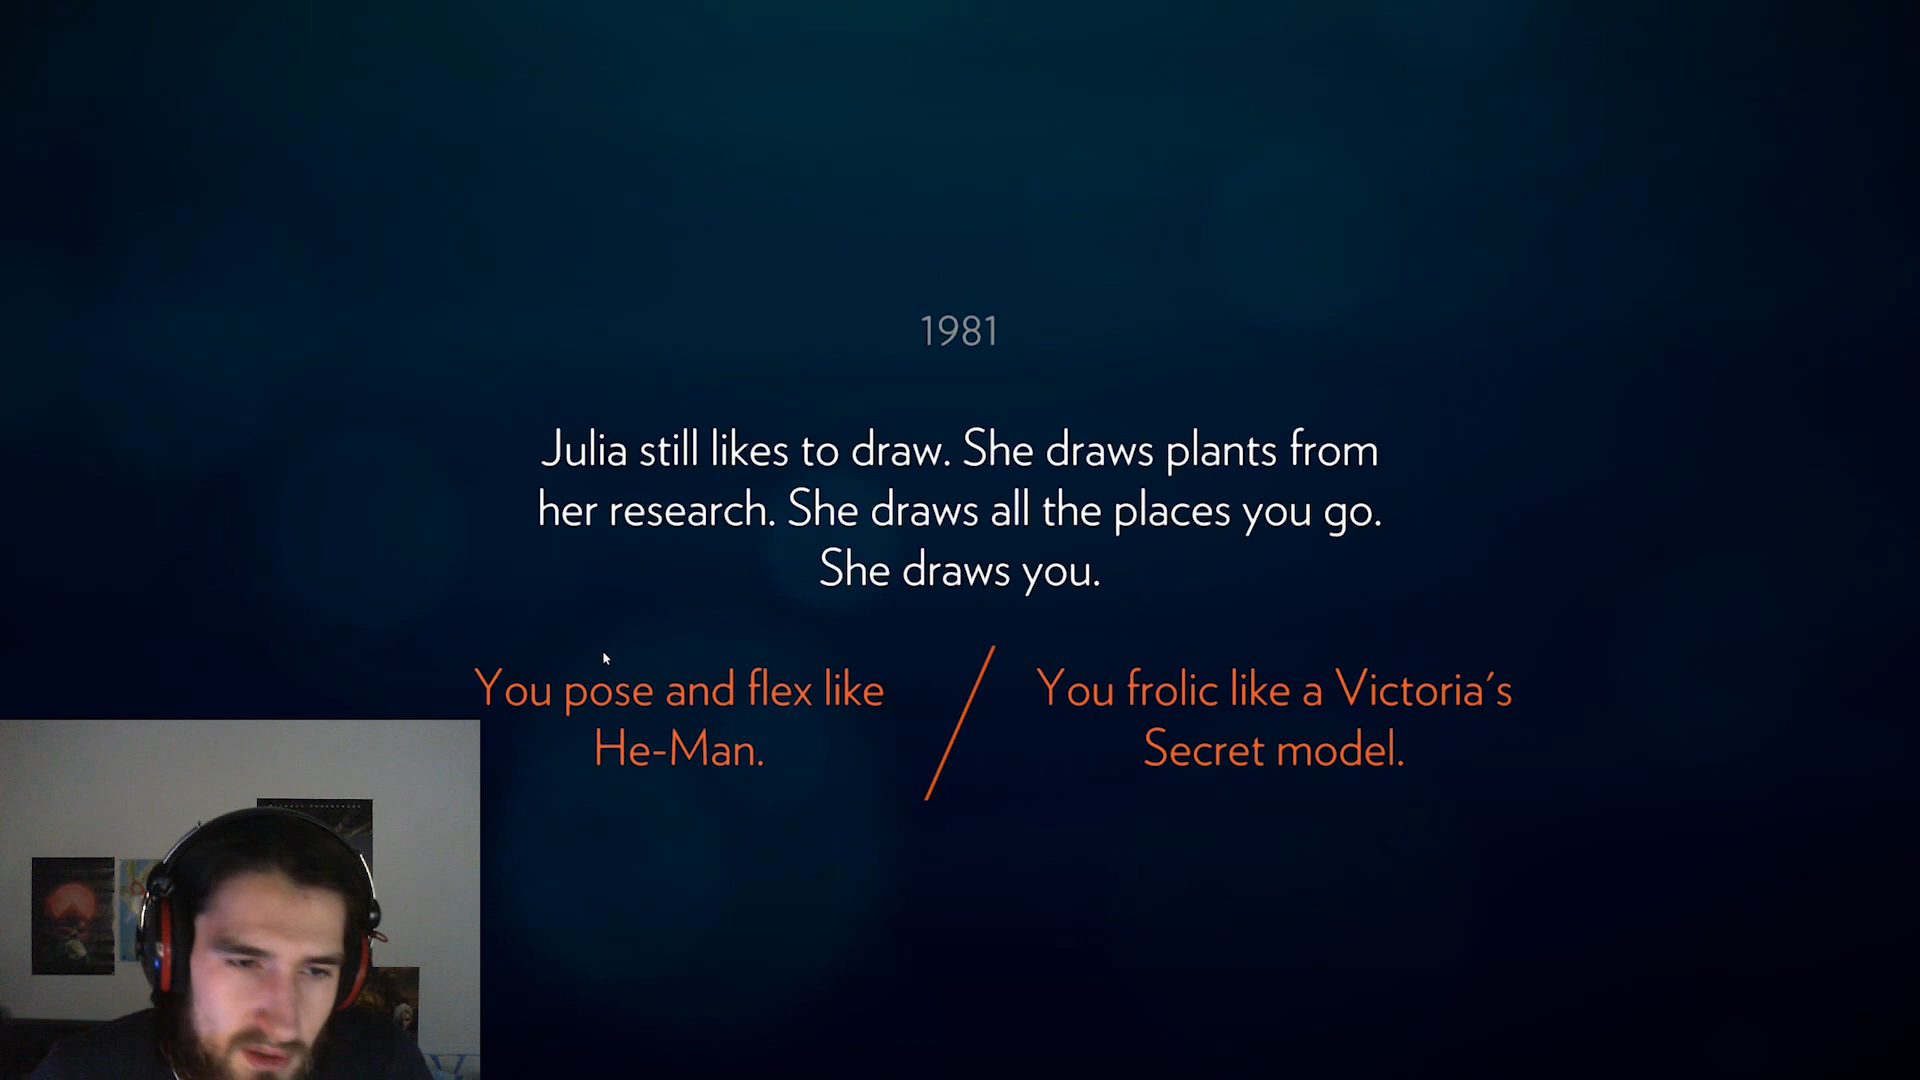 1981
Julia still likes to draw. She draws plants from
her research. She draws all the places you go.
She draws you.
You pose and flex like
He-Man.
You frolic like a Victoria's
Secret model.